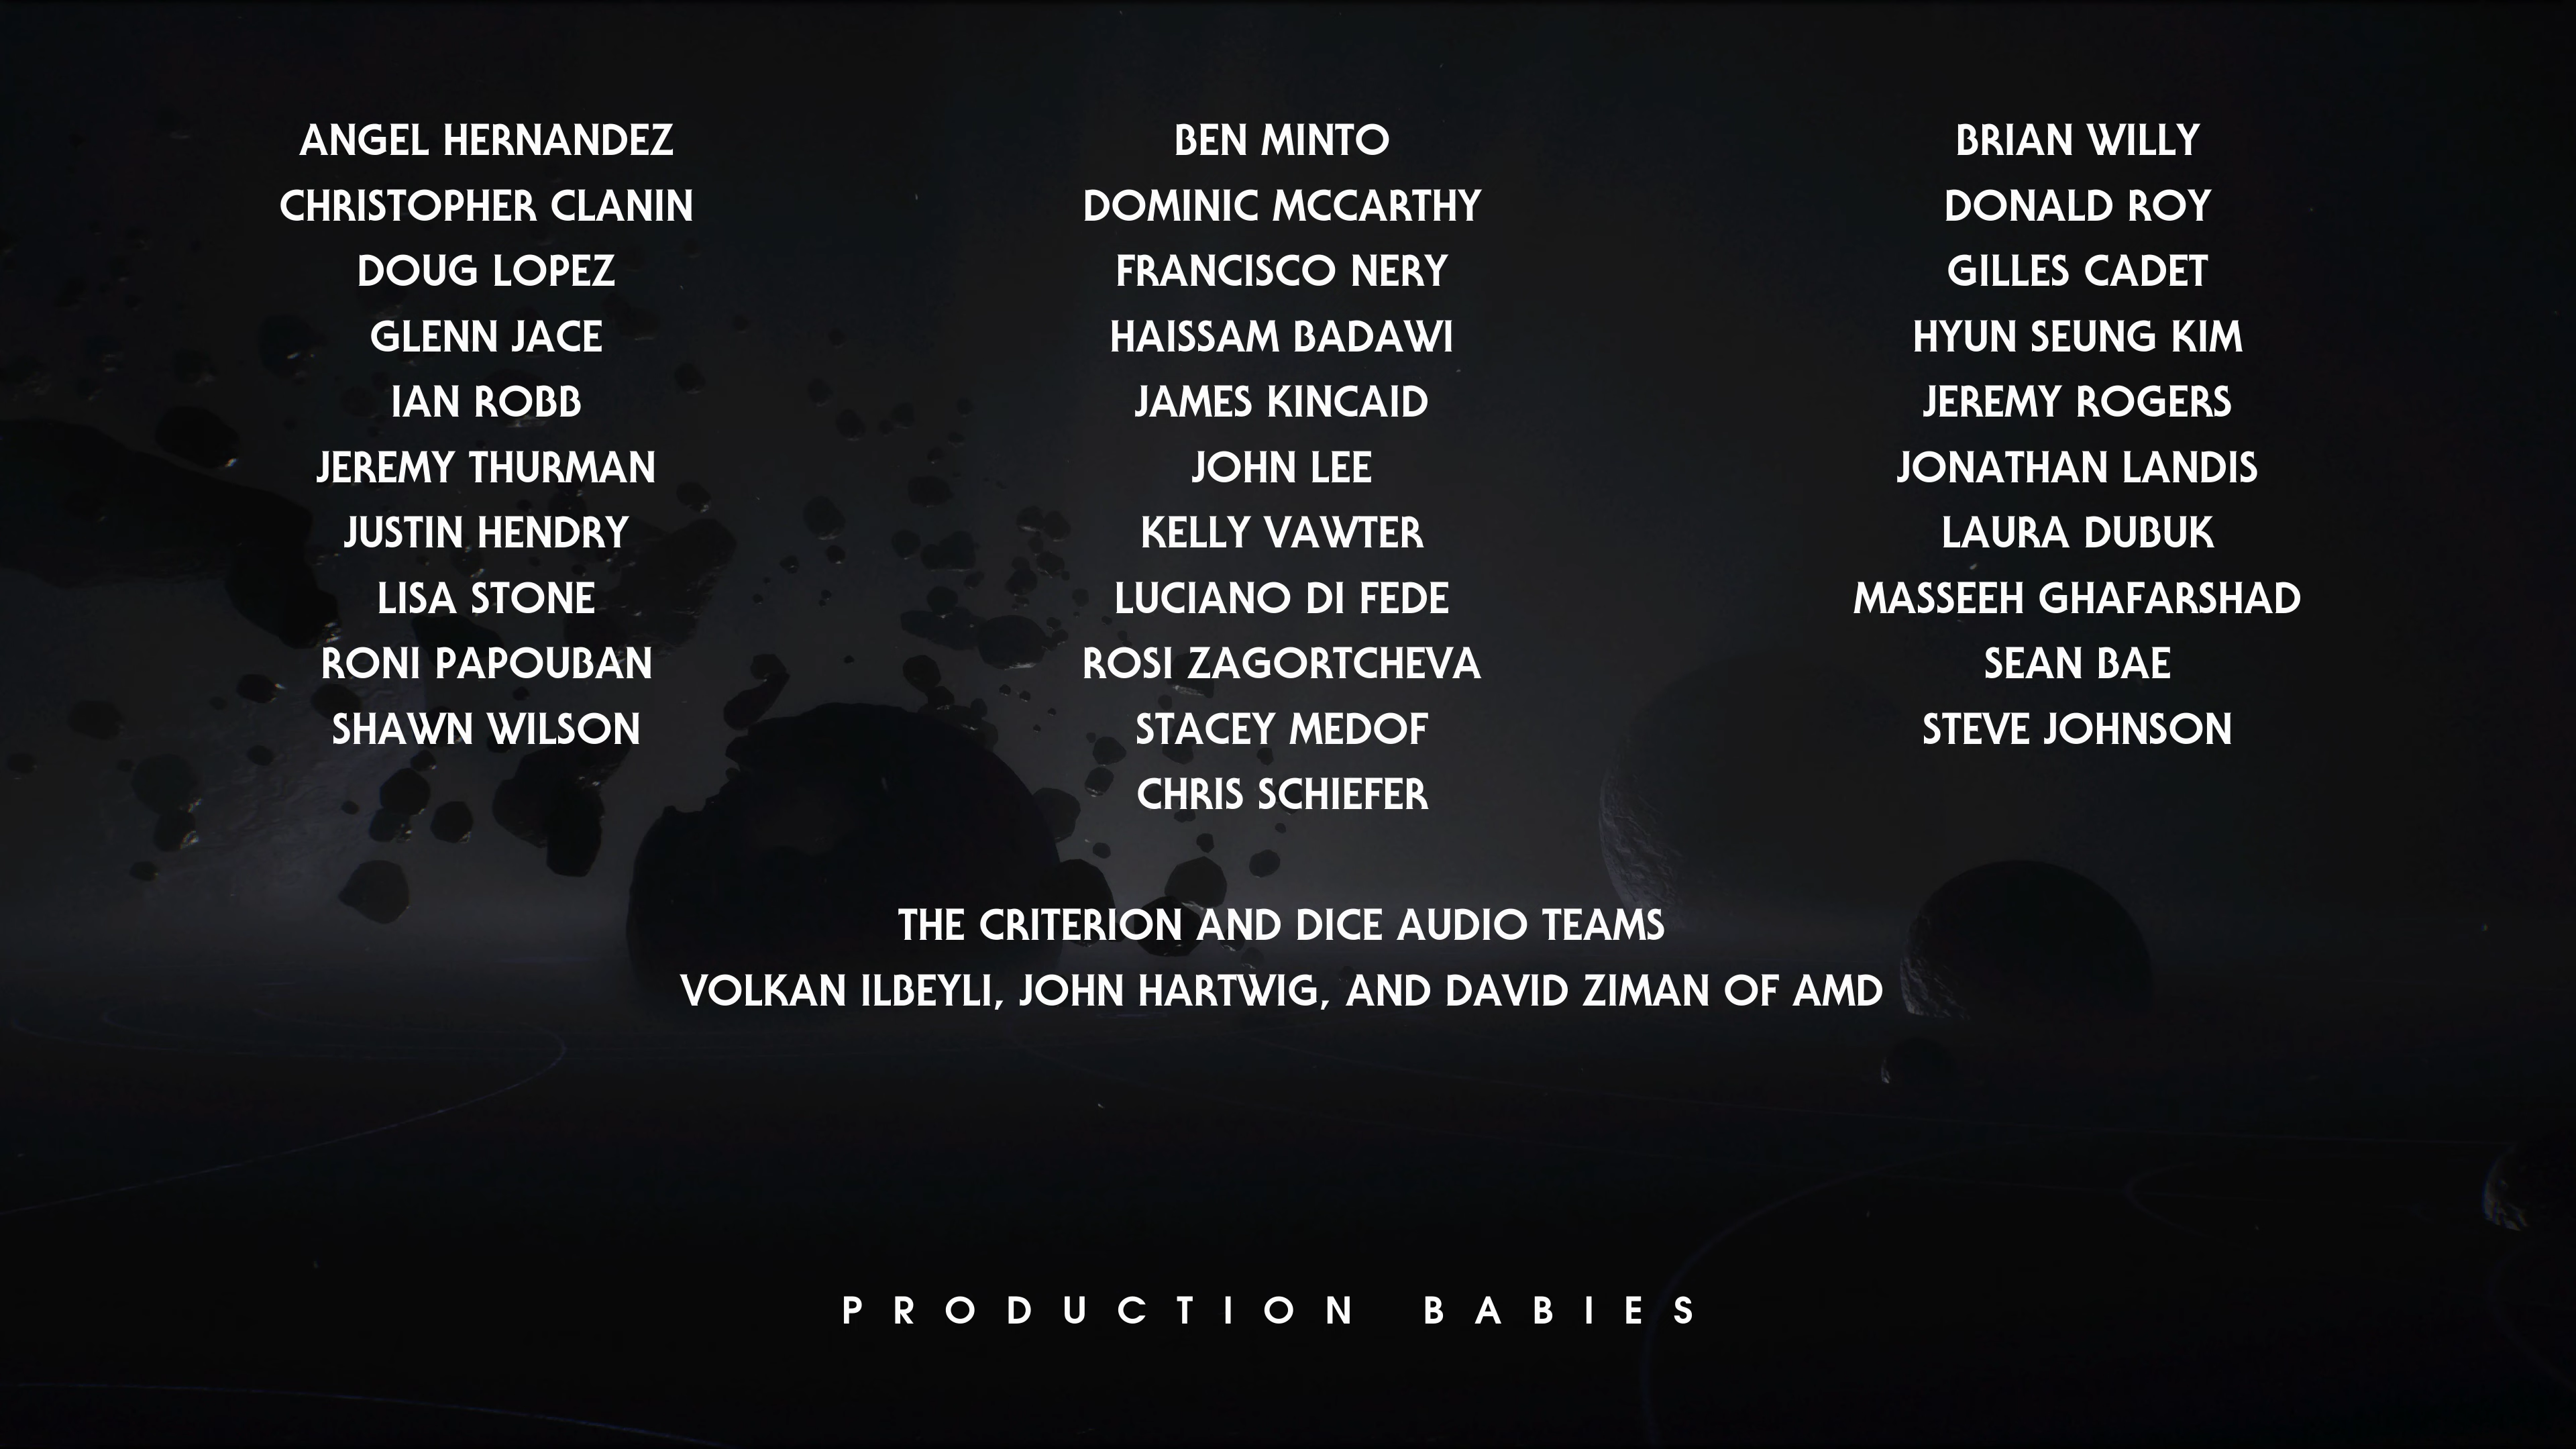 ANGEL HERNANDEZ BEN MINTO BRIAN WILLY
CHRISTOPHER CLANIN DOMINIC MCCARTHY DONALD ROY
DOUG LOPEZ FRANCISCO NERY GILLES CADET
GLENN JACE HAISSAM BADAWI HYUN SEUNG KIM
IAN ROBB JAMES KINCAID JEREMY ROGERS
JEREMY THURMAN JOHN LEE JONATHAN LANDIS
JUSTIN HENDRY KELLY VAWTER LAURA DUBUK
LISA STONE LUCIANO DI FEDE MASSEEH GHAFARSHAD
RONI PAPOUBAN ROSI ZAGORTCHEVA SEAN BAE
SHAWN WILSON STACEY MEDOF STEVE JOHNSON
CHRIS SCHIEFER
THE CRITERION AND DICE AUDIO TEAMS
VOLKAN ILBEYLI, JOHN HARTWIG, AND DAVID ZIMAN OF AMD
PRODUCTION BABIES